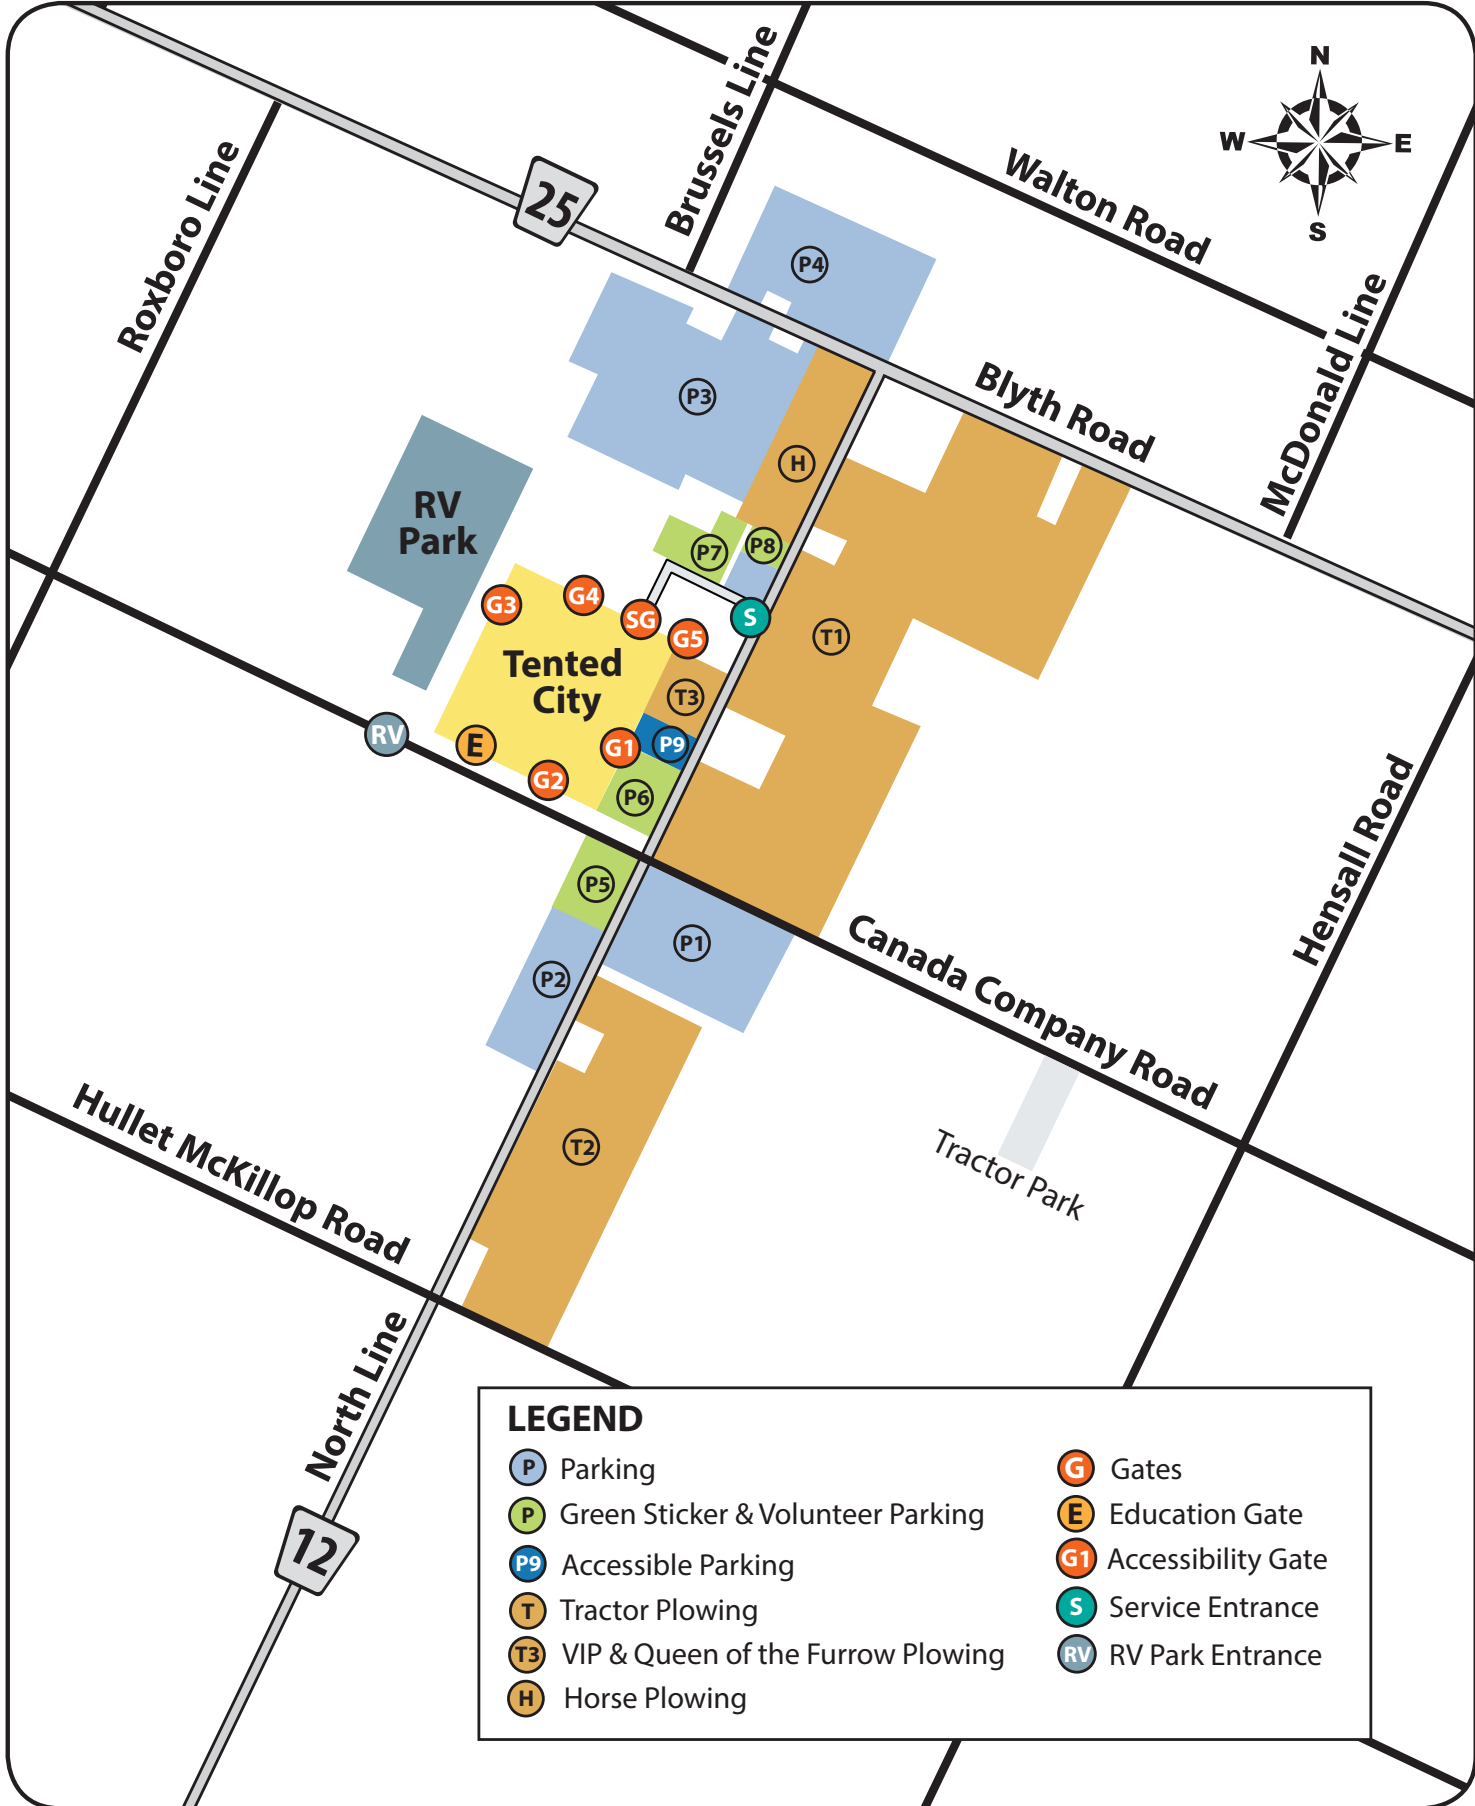 N
W
E
S
Brussels Line
Walton Road
Roxboro Line
25
P4
McDonald Line
Blyth Road
P3
H
RV
Park
P7
P8
G3
G4
SG
G5
S
T1
Tented
City
T3
RV
E
G1
P9
G2
P6
Hensall Road
P5
P1
Canada Company Road
P2
Hullet McKillop Road
T2
Tractor Park
North Line
12
LEGEND
P Parking
P Green Sticker & Volunteer Parking
P9 Accessible Parking
T Tractor Plowing
T3 VIP & Queen of the Furrow Plowing
H Horse Plowing
G Gates
E Education Gate
G1 Accessibility Gate
S Service Entrance
RV RV Park Entrance